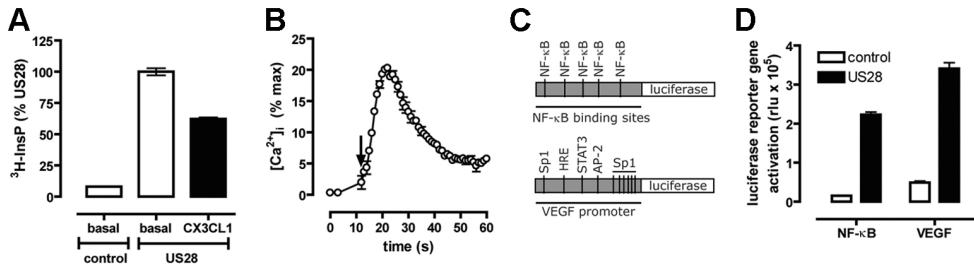 A
³H-InsP (% US28)
125
100
75
50
25
0
basal
basal
CX3CL1
control
US28
B
[Ca²⁺]i (% max)
25
20
15
10
5
0
0
10
20
30
40
50
60
time (s)
C
NF-κB
NF-κB
NF-κB
NF-κB
NF-κB
luciferase
NF-κB binding sites
Sp1
HRE
STAT3
AP-2
Sp1
luciferase
VEGF promoter
D
luciferase reporter gene
activation (rlu x 10⁵)
4
3
2
1
0
control
US28
NF-κB
VEGF